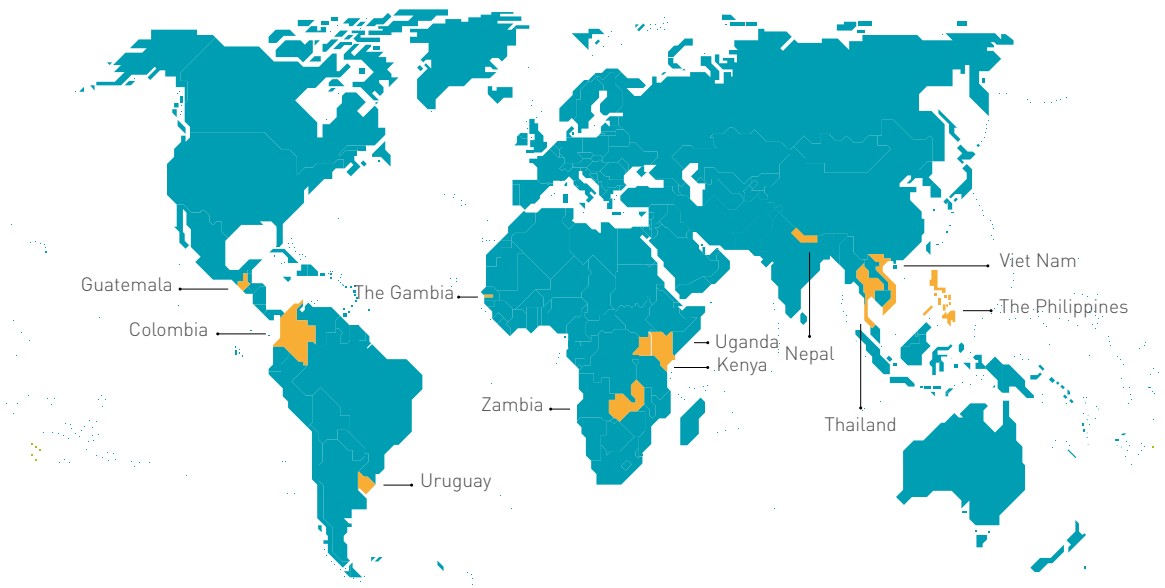 Viet Nam
Guatemala
The Gambia
The Philippines
Colombia
Uganda
Nepal
Kenya
Zambia
Thailand
Uruguay